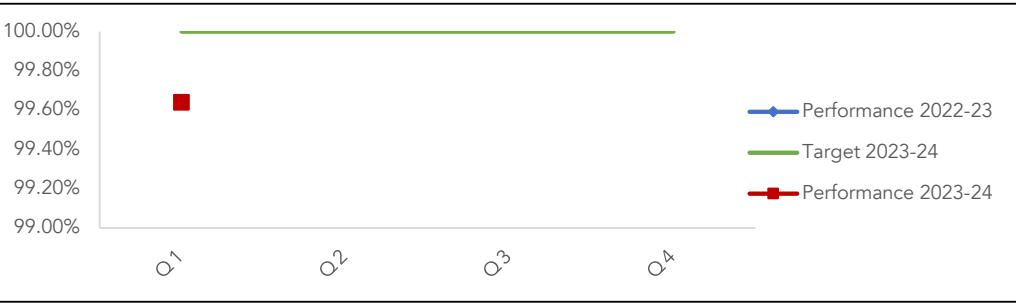 100.00%
99.80%
99.60%
99.40%
99.20%
99.00%
Q1
Q2
Q3
Q4
Performance 2022-23
Target 2023-24
Performance 2023-24